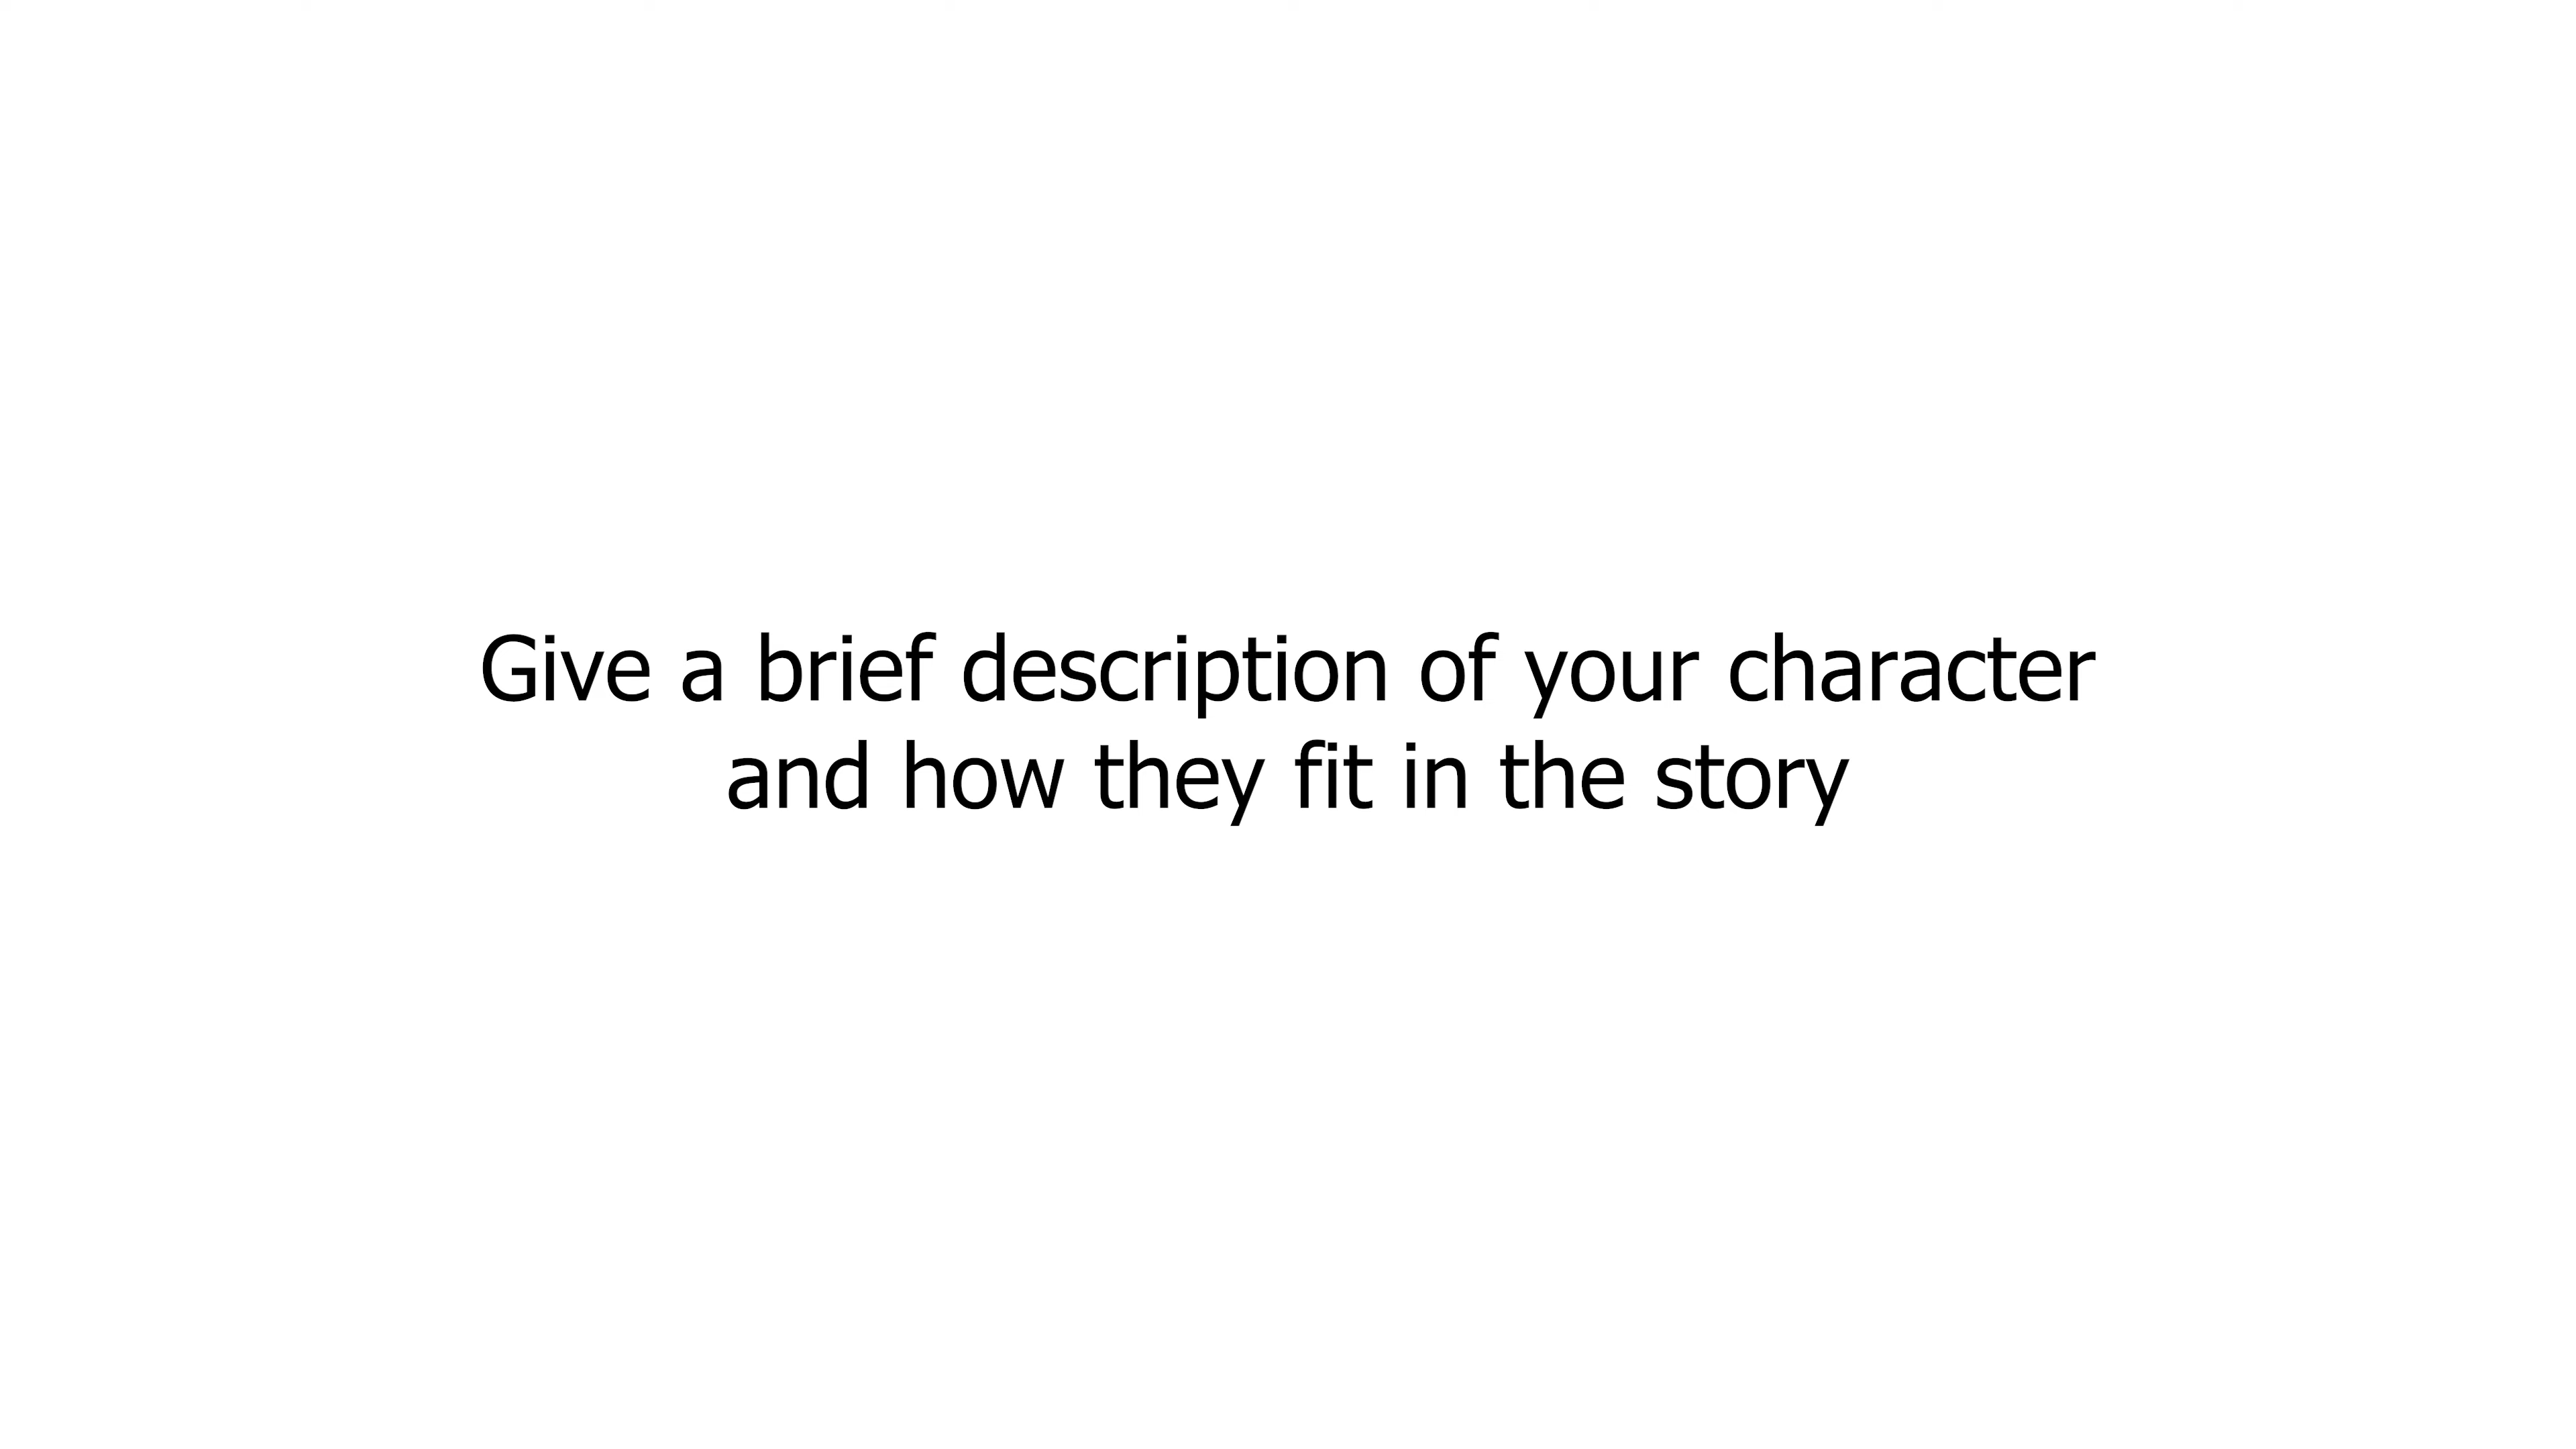 Give a brief description of your character
and how they fit in the story